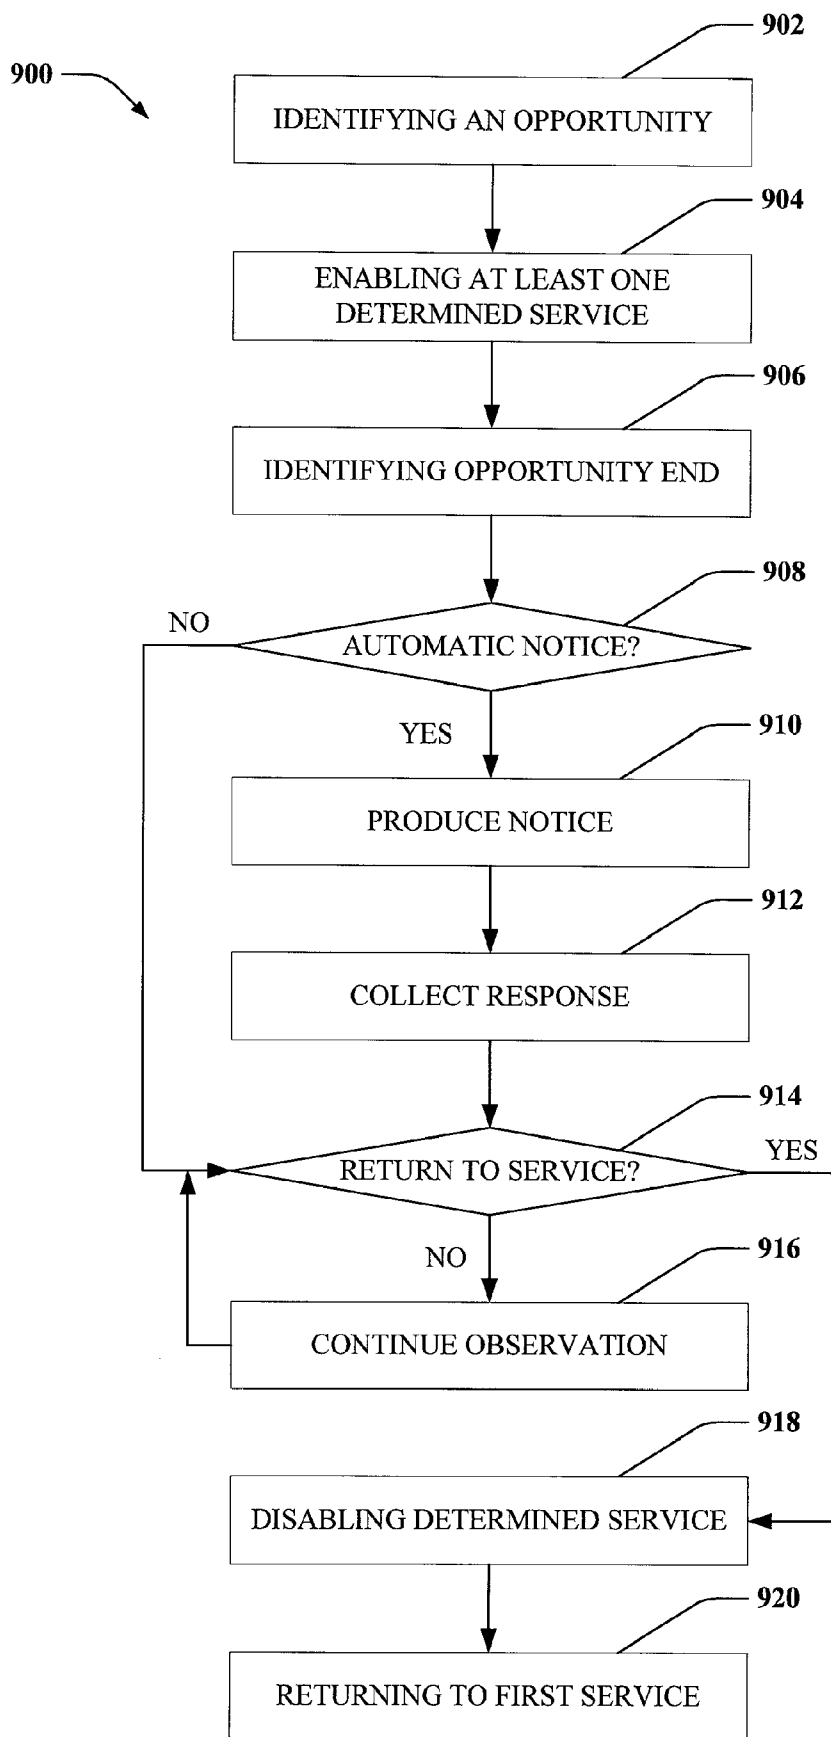 902
900
IDENTIFYING AN OPPORTUNITY
904
ENABLING AT LEAST ONE
DETERMINED SERVICE
906
IDENTIFYING OPPORTUNITY END
908
NO
AUTOMATIC NOTICE?
YES
910
PRODUCE NOTICE
912
COLLECT RESPONSE
914
YES
RETURN TO SERVICE?
NO
916
CONTINUE OBSERVATION
918
DISABLING DETERMINED SERVICE
920
RETURNING TO FIRST SERVICE